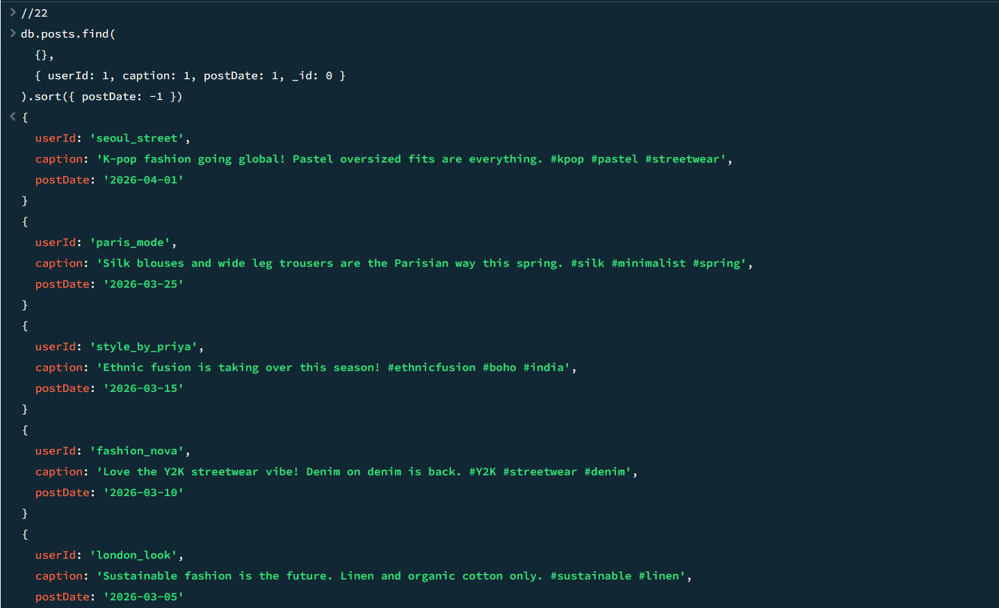 > //22
> db.posts.find(
{},
{ userId: 1, caption: 1, postDate: 1, _id: 0 }
).sort({ postDate: -1 })
< {
userId: 'seoul_street',
caption: 'K-pop fashion going global! Pastel oversized fits are everything. #kpop #pastel #streetwear',
postDate: '2026-04-01'
}
{
userId: 'paris_mode',
caption: 'Silk blouses and wide leg trousers are the Parisian way this spring. #silk #minimalist #spring',
postDate: '2026-03-25'
}
{
userId: 'style_by_priya',
caption: 'Ethnic fusion is taking over this season! #ethnicfusion #boho #india',
postDate: '2026-03-15'
}
{
userId: 'fashion_nova',
caption: 'Love the Y2K streetwear vibe! Denim on denim is back. #Y2K #streetwear #denim',
postDate: '2026-03-10'
}
{
userId: 'london_look',
caption: 'Sustainable fashion is the future. Linen and organic cotton only. #sustainable #linen',
postDate: '2026-03-05'